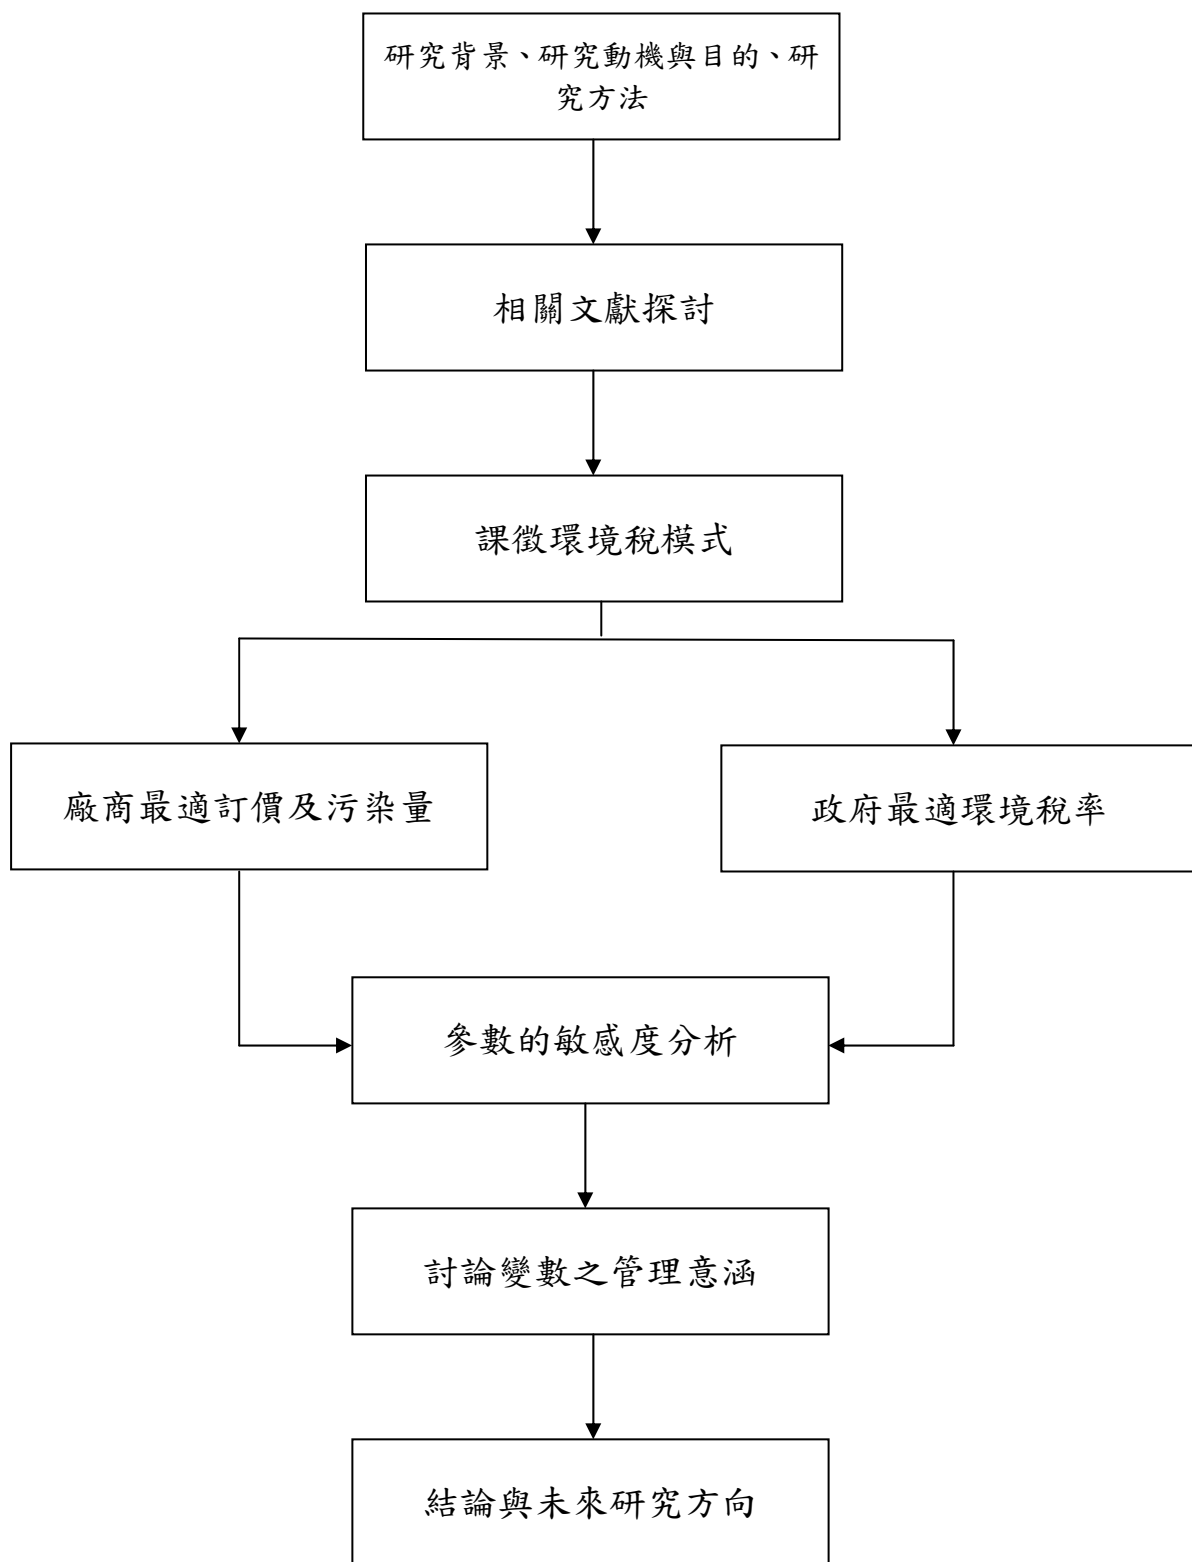 研究背景、研究動機與目的、研
究方法
相關文獻探討
課徵環境稅模式
廠商最適訂價及污染量
政府最適環境稅率
參數的敏感度分析
討論變數之管理意涵
結論與未來研究方向